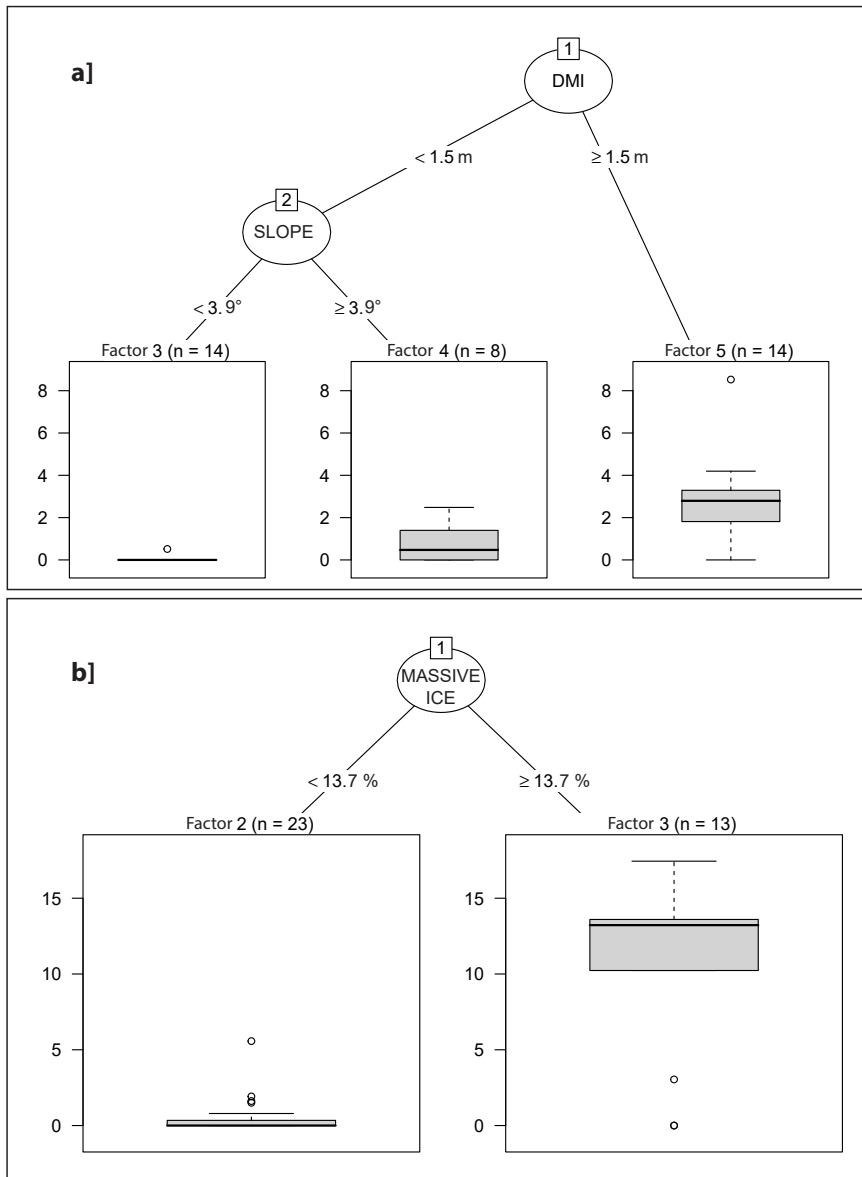 a]
1
DMI
< 1.5 m
≥ 1.5 m
2
SLOPE
< 3. 9°
≥ 3.9°
Factor 3 (n = 14)
Factor 4 (n = 8)
Factor 5 (n = 14)
8
6
4
2
0
8
6
4
2
0
8
6
4
2
0
b]
1
MASSIVE
ICE
< 13.7 %
≥ 13.7 %
Factor 2 (n = 23)
Factor 3 (n = 13)
15
10
5
0
15
10
5
0